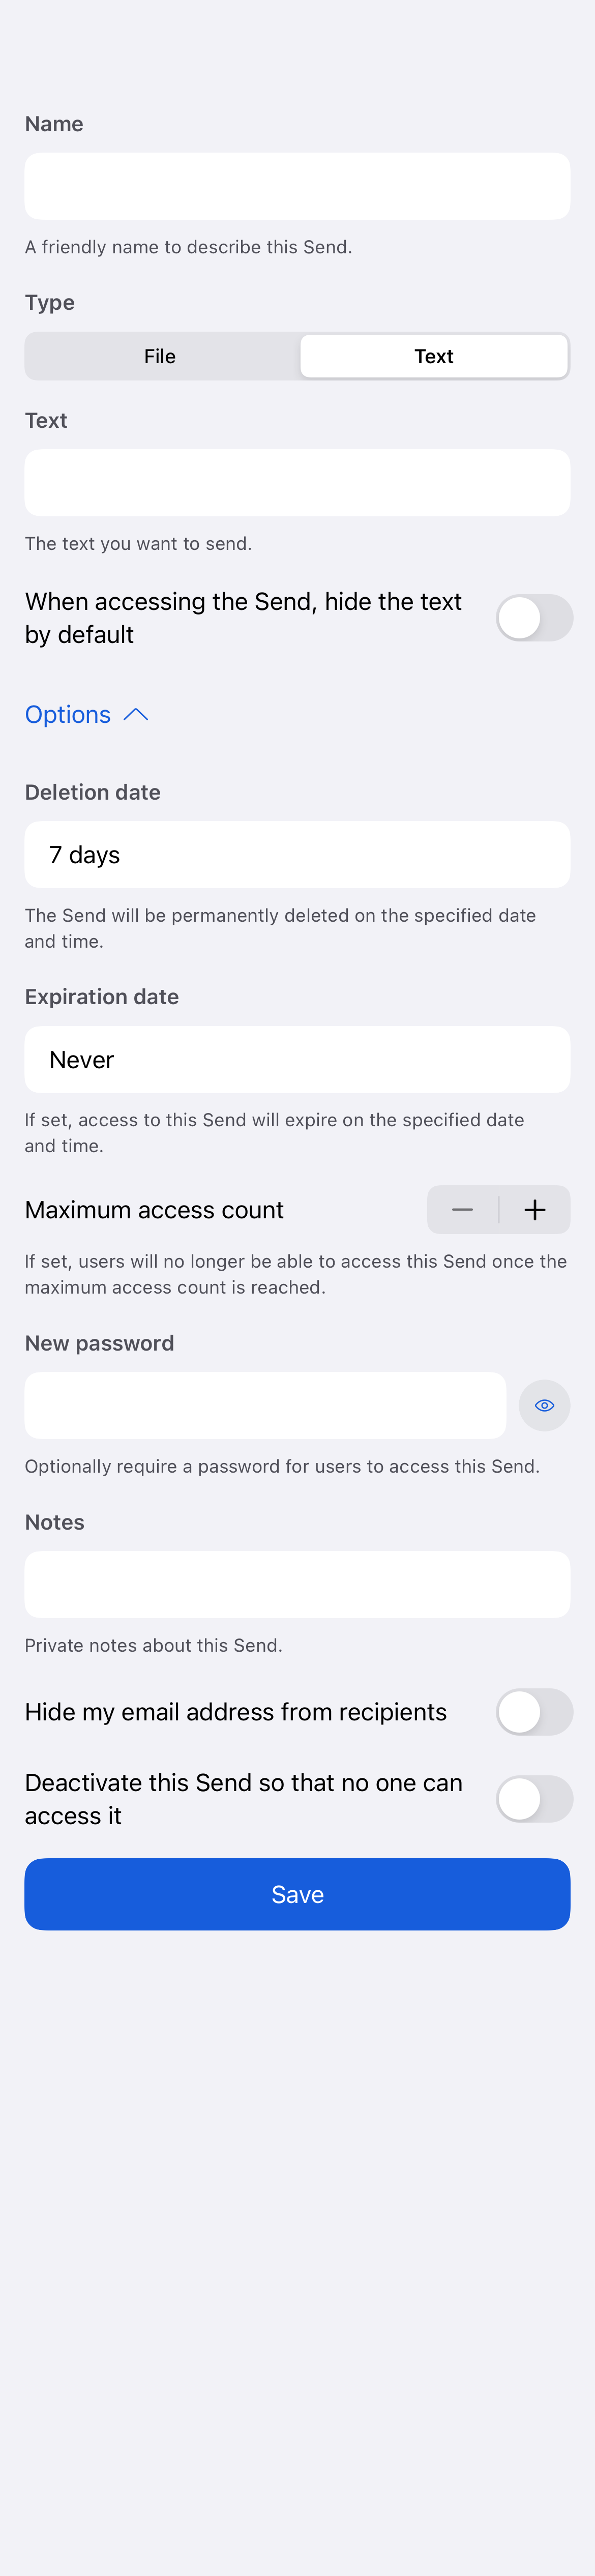 Name
A friendly name to describe this Send.
Type
File
Text
Text
The text you want to send.
When accessing the Send, hide the text
by default
Options
Deletion date
7 days
The Send will be permanently deleted on the specified date
and time.
Expiration date
Never
If set, access to this Send will expire on the specified date
and time.
Maximum access count
If set, users will no longer be able to access this Send once the
maximum access count is reached.
New password
Optionally require a password for users to access this Send.
Notes
Private notes about this Send.
Hide my email address from recipients
Deactivate this Send so that no one can
access it
Save